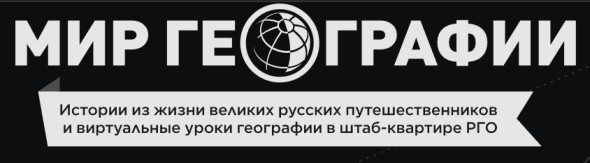 МИР ГЕОГРАФИИ
Истории из жизни великих русских путешественников
и виртуальные уроки географии в штаб-квартире РГО